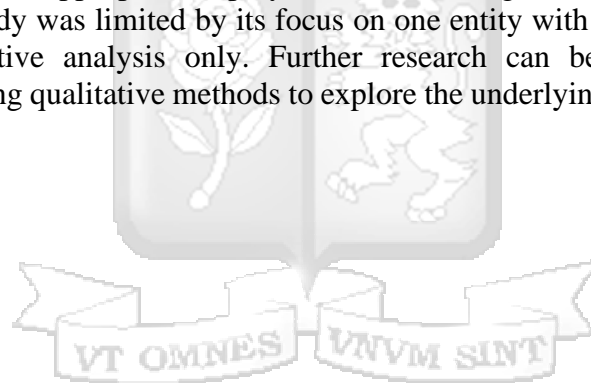 dy was limited by its focus on one entity with
tive analysis only. Further research can be
ng qualitative methods to explore the underlyin
VT OMNES VNVM SINT